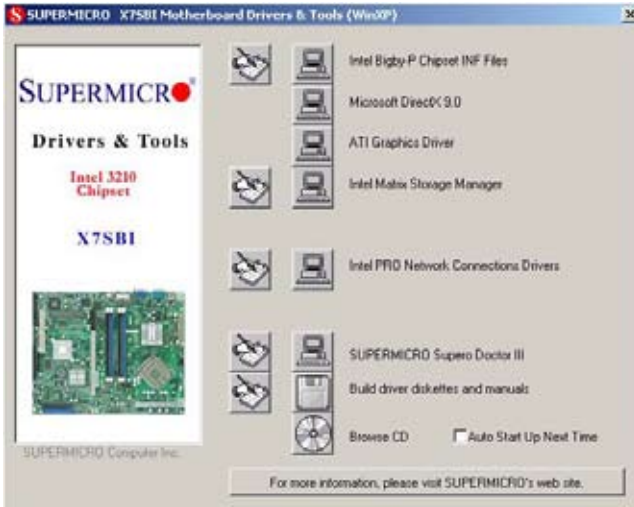 SUPERMICRO X7SBI Motherboard Drivers & Tools (WinXP)
SUPERMICRO
Drivers & Tools
Intel 3210
Chipset
X7SBI
SUPERMICRO Computer Inc.
Intel Bigby-P Chipset INF Files
Microsoft DirectX 9.0
ATI Graphics Driver
Intel Matrix Storage Manager
Intel PRO Network Connections Drivers
SUPERMICRO Supero Doctor III
Build driver diskettes and manuals
Browse CD
Auto Start Up Next Time
For more information, please visit SUPERMICRO's web site.